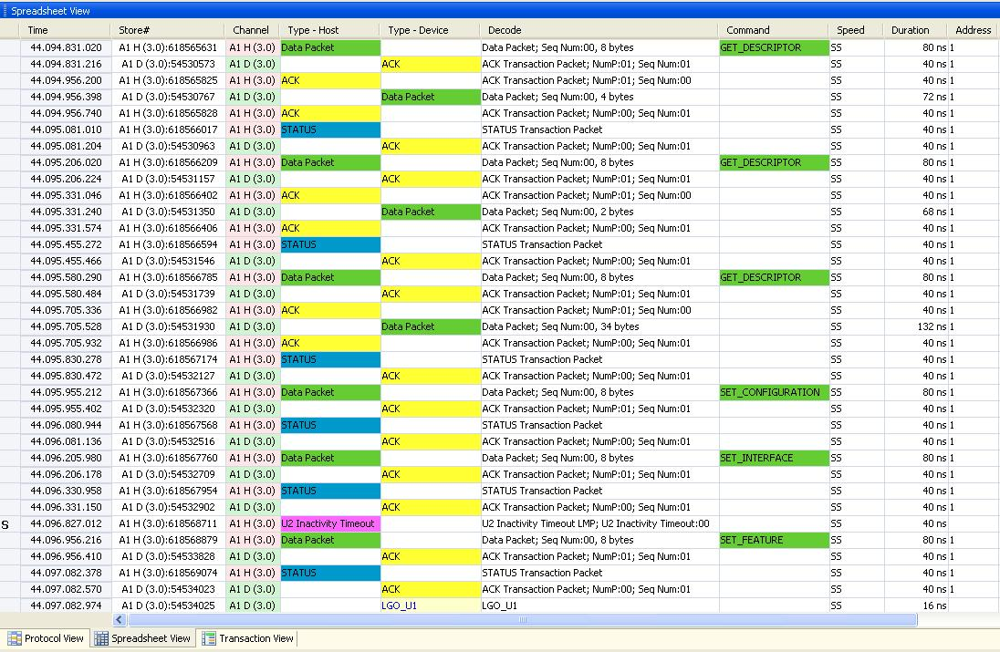 Spreadsheet View
Time Store# Channel Type - Host Type - Device Decode Command Speed Duration Address
44.094.831.020 A1 H (3.0):618565631 A1 H (3.0) Data Packet Data Packet; Seq Num:00, 8 bytes GET_DESCRIPTOR SS 80 ns 1
44.094.831.216 A1 D (3.0):54530573 A1 D (3.0) ACK ACK Transaction Packet; NumP:01; Seq Num:01 SS 40 ns 1
44.094.956.200 A1 H (3.0):618565825 A1 H (3.0) ACK ACK Transaction Packet; NumP:01; Seq Num:00 SS 40 ns 1
44.094.956.398 A1 D (3.0):54530767 A1 D (3.0) Data Packet Data Packet; Seq Num:00, 4 bytes SS 72 ns 1
44.094.956.740 A1 H (3.0):618565828 A1 H (3.0) ACK ACK Transaction Packet; NumP:00; Seq Num:01 SS 40 ns 1
44.095.081.010 A1 H (3.0):618566017 A1 H (3.0) STATUS STATUS Transaction Packet SS 40 ns 1
44.095.081.204 A1 D (3.0):54530963 A1 D (3.0) ACK ACK Transaction Packet; NumP:00; Seq Num:01 SS 40 ns 1
44.095.206.020 A1 H (3.0):618566209 A1 H (3.0) Data Packet Data Packet; Seq Num:00, 8 bytes GET_DESCRIPTOR SS 80 ns 1
44.095.206.224 A1 D (3.0):54531157 A1 D (3.0) ACK ACK Transaction Packet; NumP:01; Seq Num:01 SS 40 ns 1
44.095.331.046 A1 H (3.0):618566402 A1 H (3.0) ACK ACK Transaction Packet; NumP:01; Seq Num:00 SS 40 ns 1
44.095.331.240 A1 D (3.0):54531350 A1 D (3.0) Data Packet Data Packet; Seq Num:00, 2 bytes SS 68 ns 1
44.095.331.574 A1 H (3.0):618566406 A1 H (3.0) ACK ACK Transaction Packet; NumP:00; Seq Num:01 SS 40 ns 1
44.095.455.272 A1 H (3.0):618566594 A1 H (3.0) STATUS STATUS Transaction Packet SS 40 ns 1
44.095.455.466 A1 D (3.0):54531546 A1 D (3.0) ACK ACK Transaction Packet; NumP:00; Seq Num:01 SS 40 ns 1
44.095.580.290 A1 H (3.0):618566785 A1 H (3.0) Data Packet Data Packet; Seq Num:00, 8 bytes GET_DESCRIPTOR SS 80 ns 1
44.095.580.484 A1 D (3.0):54531739 A1 D (3.0) ACK ACK Transaction Packet; NumP:01; Seq Num:01 SS 40 ns 1
44.095.705.336 A1 H (3.0):618566982 A1 H (3.0) ACK ACK Transaction Packet; NumP:01; Seq Num:00 SS 40 ns 1
44.095.705.528 A1 D (3.0):54531930 A1 D (3.0) Data Packet Data Packet; Seq Num:00, 34 bytes SS 132 ns 1
44.095.705.932 A1 H (3.0):618566986 A1 H (3.0) ACK ACK Transaction Packet; NumP:00; Seq Num:01 SS 40 ns 1
44.095.830.278 A1 H (3.0):618567174 A1 H (3.0) STATUS STATUS Transaction Packet SS 40 ns 1
44.095.830.472 A1 D (3.0):54532127 A1 D (3.0) ACK ACK Transaction Packet; NumP:00; Seq Num:01 SS 40 ns 1
44.095.955.212 A1 H (3.0):618567366 A1 H (3.0) Data Packet Data Packet; Seq Num:00, 8 bytes SET_CONFIGURATION SS 80 ns 1
44.095.955.402 A1 D (3.0):54532320 A1 D (3.0) ACK ACK Transaction Packet; NumP:01; Seq Num:01 SS 40 ns 1
44.096.080.944 A1 H (3.0):618567568 A1 H (3.0) STATUS STATUS Transaction Packet SS 40 ns 1
44.096.081.136 A1 D (3.0):54532516 A1 D (3.0) ACK ACK Transaction Packet; NumP:00; Seq Num:01 SS 40 ns 1
44.096.205.980 A1 H (3.0):618567760 A1 H (3.0) Data Packet Data Packet; Seq Num:00, 8 bytes SET_INTERFACE SS 80 ns 1
44.096.206.178 A1 D (3.0):54532709 A1 D (3.0) ACK ACK Transaction Packet; NumP:01; Seq Num:01 SS 40 ns 1
44.096.330.958 A1 H (3.0):618567954 A1 H (3.0) STATUS STATUS Transaction Packet SS 40 ns 1
44.096.331.150 A1 D (3.0):54532902 A1 D (3.0) ACK ACK Transaction Packet; NumP:00; Seq Num:01 SS 40 ns 1
S 44.096.827.012 A1 H (3.0):618568711 A1 H (3.0) U2 Inactivity Timeout U2 Inactivity Timeout LMP; U2 Inactivity Timeout:00 SS 40 ns
44.096.956.216 A1 H (3.0):618568879 A1 H (3.0) Data Packet Data Packet; Seq Num:00, 8 bytes SET_FEATURE SS 80 ns 1
44.096.956.410 A1 D (3.0):54533828 A1 D (3.0) ACK ACK Transaction Packet; NumP:01; Seq Num:01 SS 40 ns 1
44.097.082.378 A1 H (3.0):618569074 A1 H (3.0) STATUS STATUS Transaction Packet SS 40 ns 1
44.097.082.570 A1 D (3.0):54534023 A1 D (3.0) ACK ACK Transaction Packet; NumP:00; Seq Num:01 SS 40 ns 1
44.097.082.974 A1 D (3.0):54534025 A1 D (3.0) LGO_U1 LGO_U1 SS 16 ns
Protocol View Spreadsheet View Transaction View